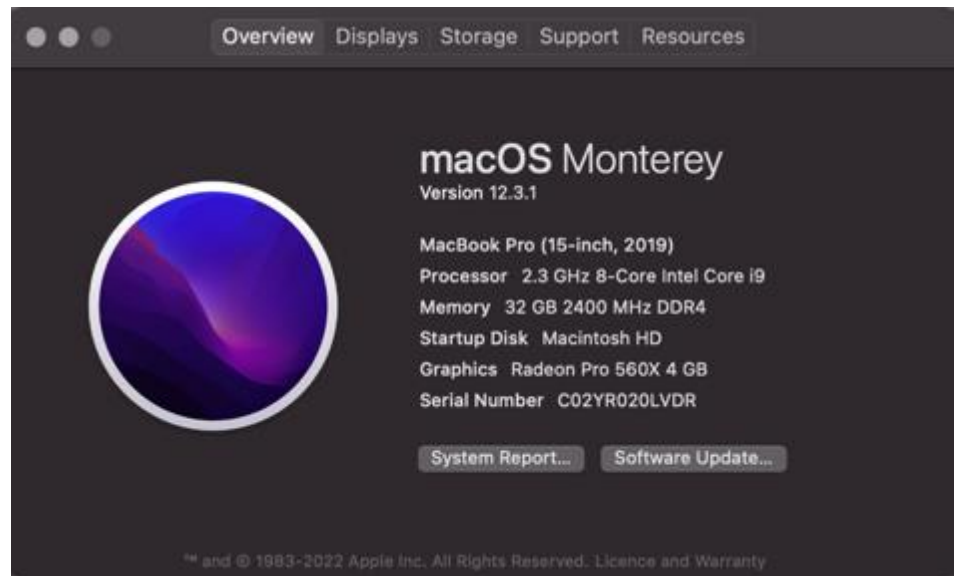 Overview Displays Storage Support Resources
macOS Monterey
Version 12.3.1
MacBook Pro (15-inch, 2019)
Processor 2.3 GHz 8-Core Intel Core i9
Memory 32 GB 2400 MHz DDR4
Startup Disk Macintosh HD
Graphics Radeon Pro 560X 4 GB
Serial Number C02YR020LVDR
System Report... Software Update...
™ and © 1983-2022 Apple Inc. All Rights Reserved. Licence and Warranty